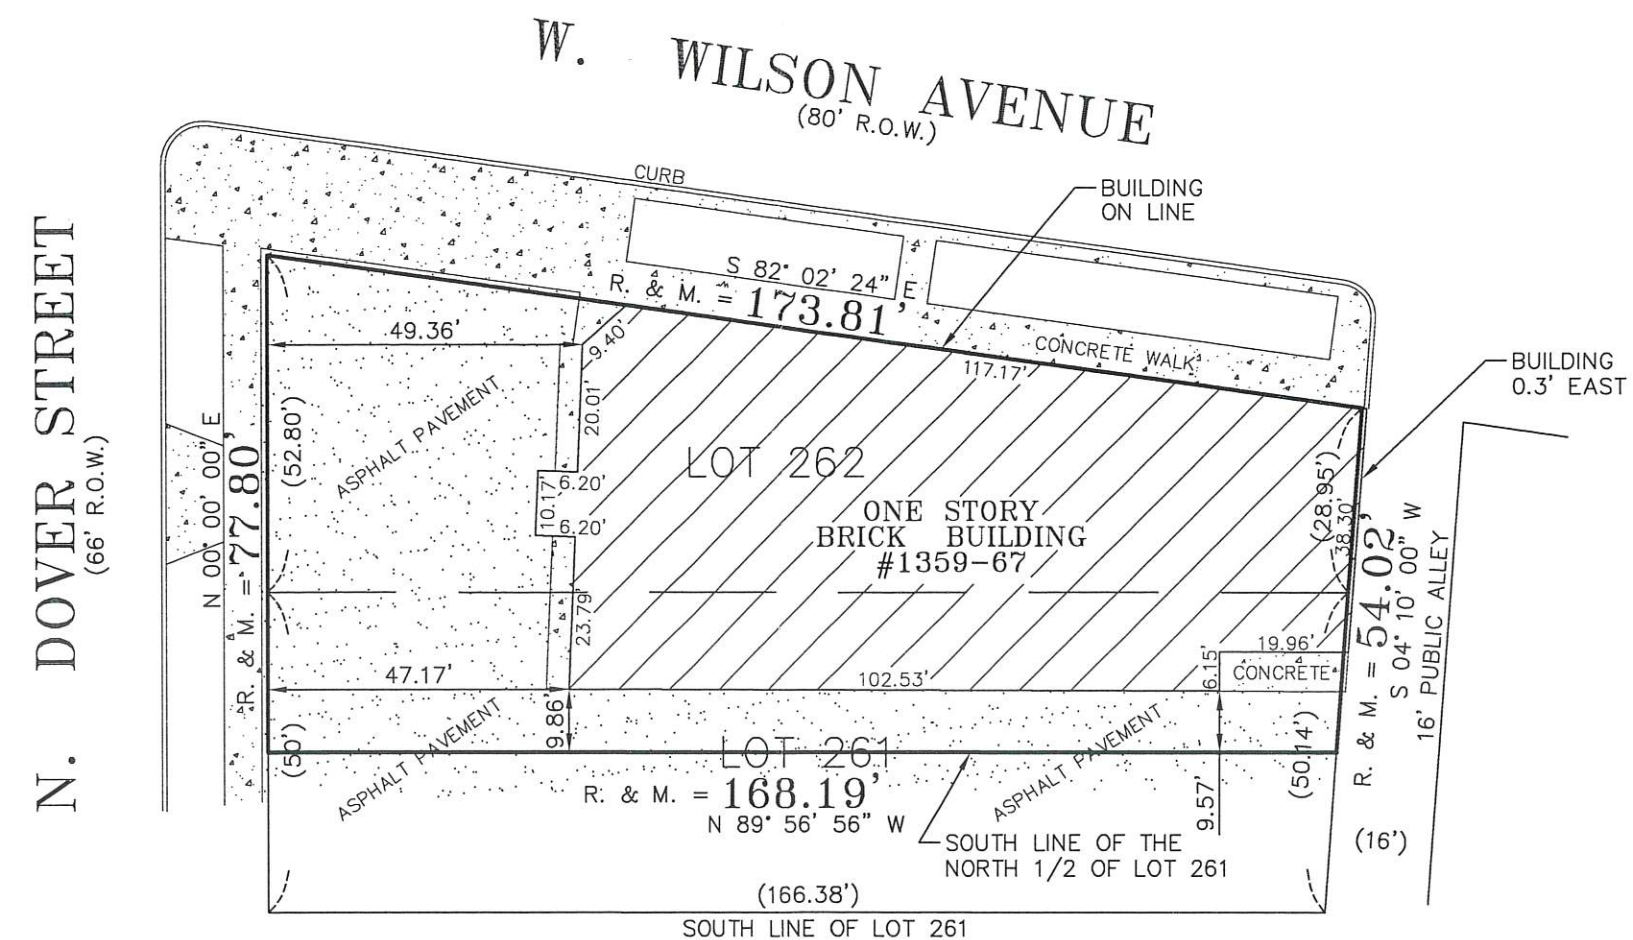 W. WILSON AVENUE
(80' R.O.W.)
CURB
BUILDING
ON LINE
S 82° 02' 24" E
R. & M. = 173.81'
CONCRETE WALK
117.17'
BUILDING
0.3' EAST
N. DOVER STREET
(66' R.O.W.)
N 00° 00' 00" E
R. & M. = 77.80'
(52.80')
49.36'
9.40'
20.01'
ASPHALT PAVEMENT
6.20'
10.17'
6.20'
23.79'
LOT 262
ONE STORY
BRICK BUILDING
#1359-67
(28.95')
38.30'
R. & M. = 54.02'
S 04° 10' 00" W
16' PUBLIC ALLEY
(16')
47.17'
102.53'
19.96'
6.15'
CONCRETE
9.86'
(50')
ASPHALT PAVEMENT
LOT 261
ASPHALT PAVEMENT
(50.14')
9.57'
R. & M. = 168.19'
N 89° 56' 56" W
SOUTH LINE OF THE
NORTH 1/2 OF LOT 261
(166.38')
SOUTH LINE OF LOT 261